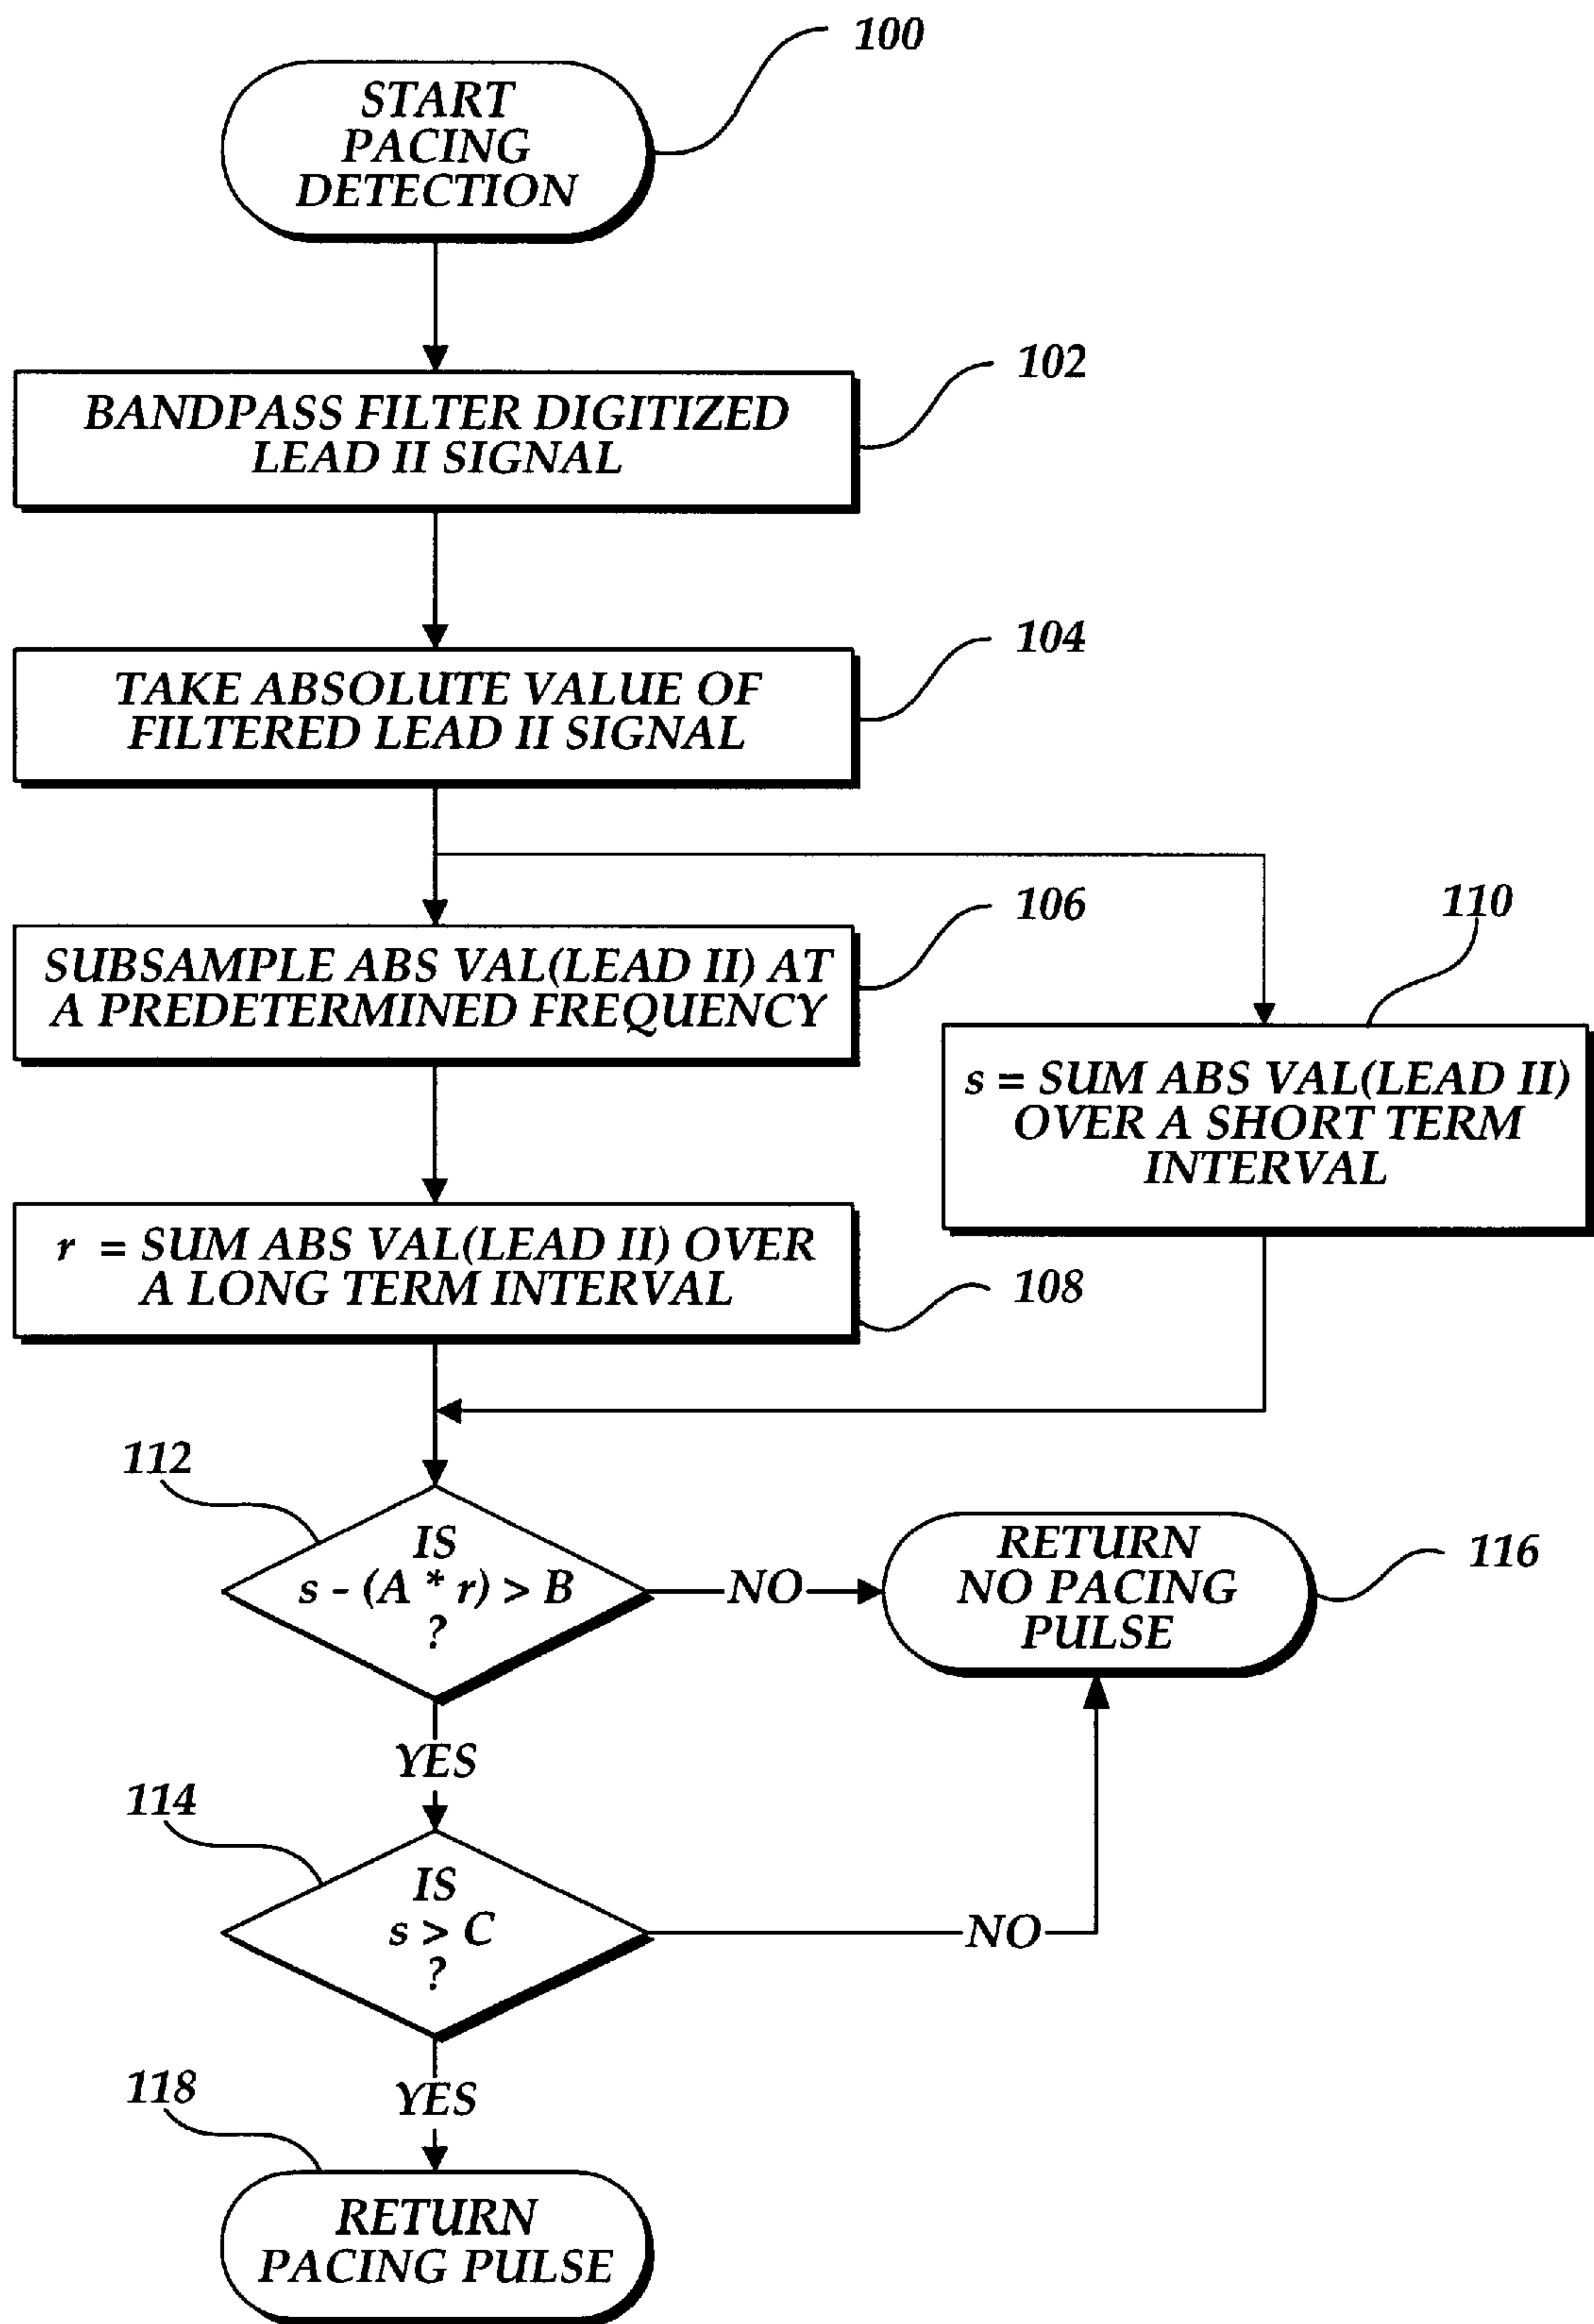 100
START
PACING
DETECTION
102
BANDPASS FILTER DIGITIZED
LEAD II SIGNAL
104
TAKE ABSOLUTE VALUE OF
FILTERED LEAD II SIGNAL
106
110
SUBSAMPLE ABS VAL(LEAD II) AT
A PREDETERMINED FREQUENCY
s = SUM ABS VAL(LEAD II)
OVER A SHORT TERM
INTERVAL
r = SUM ABS VAL(LEAD II) OVER
A LONG TERM INTERVAL
108
112
IS
s - (A * r) > B
?
NO
RETURN
NO PACING
PULSE
116
YES
114
IS
s > C
?
NO
YES
118
RETURN
PACING PULSE